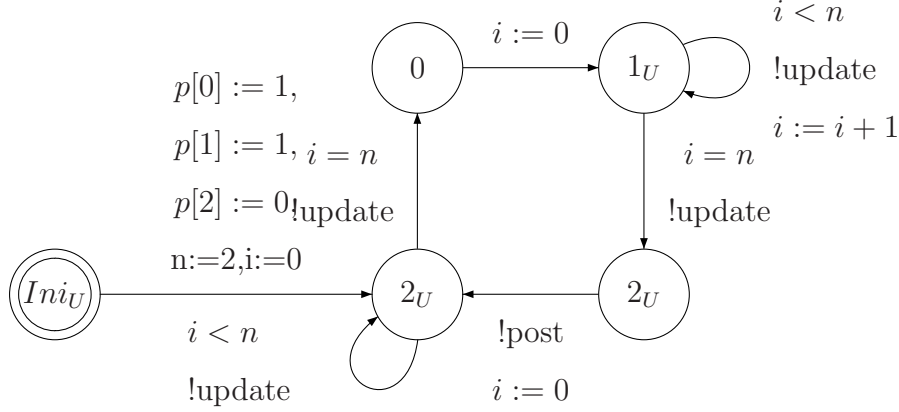 i < n
i := 0
!update
0
1_U
p[0] := 1,
i := i + 1
p[1] := 1,
i = n
i = n
p[2] := 0,
!update
!update
n:=2,i:=0
Ini_U
2_U
2_U
i < n
!post
!update
i := 0